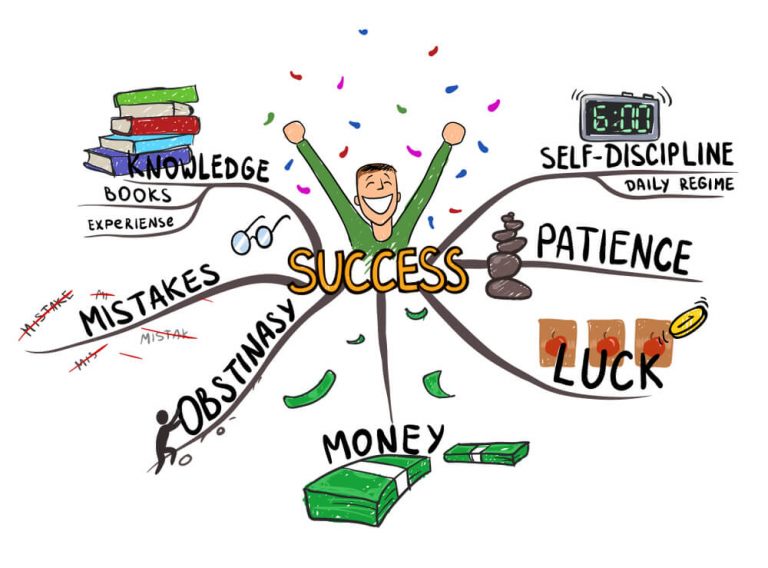 KNOWLEDGE
BOOKS
EXPERIENSE
6:00
SELF-DISCIPLINE
DAILY REGIME
SUCCESS
PATIENCE
MISTAKES
MISTAKE
MI
MISTAK
MIS
OBSTINASY
LUCK
1
MONEY